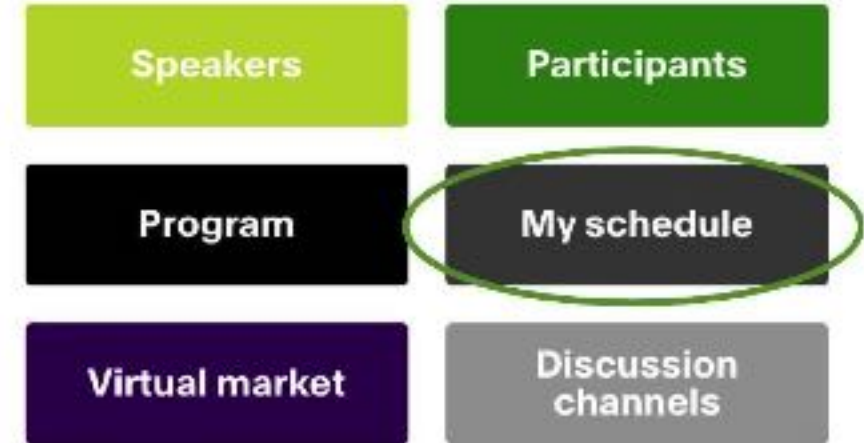 Speakers
Participants
Program
My schedule
Virtual market
Discussion
channels